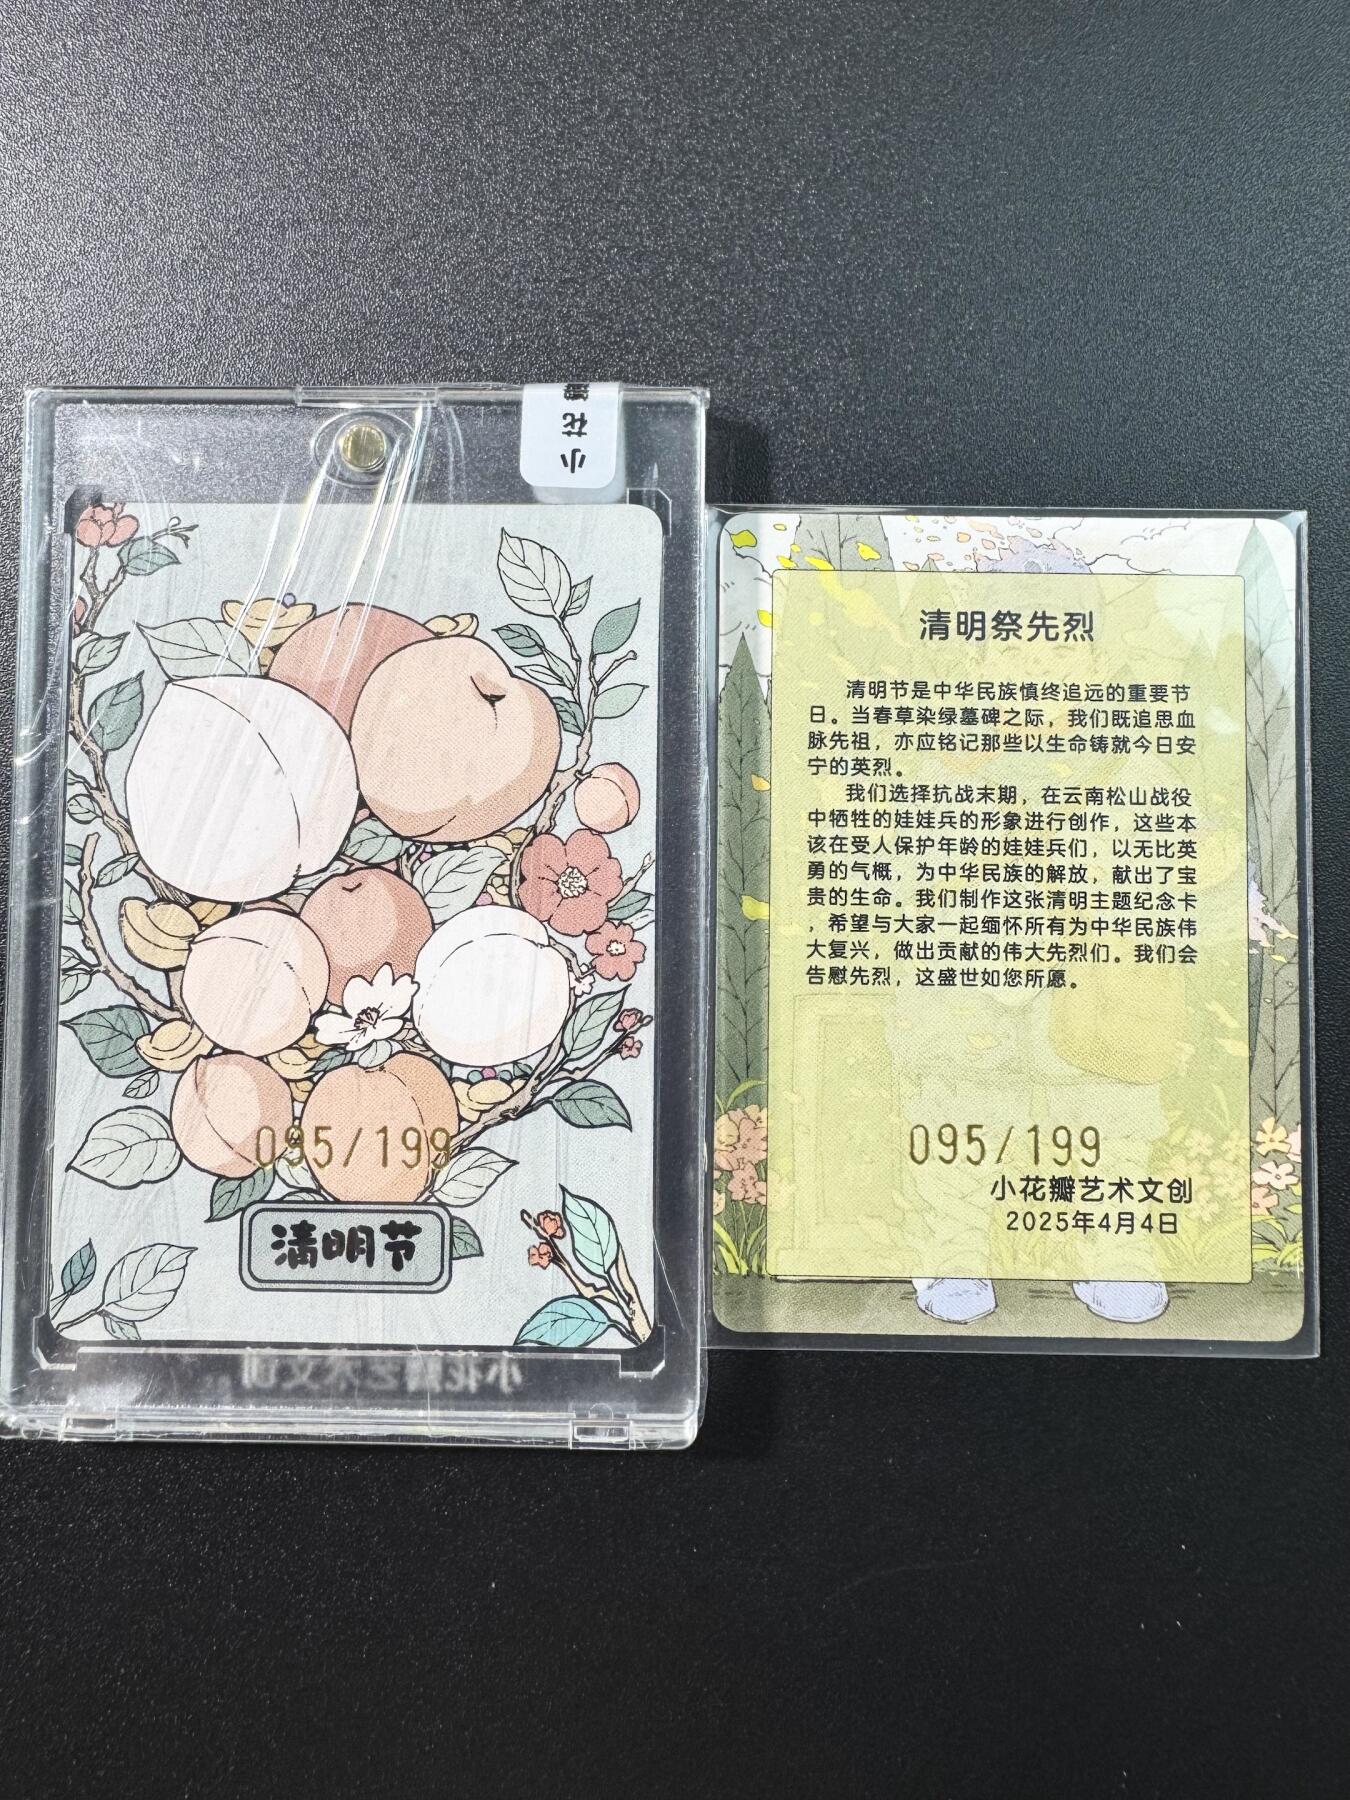 小花瓣
095/199
清明节
小花瓣艺术文创
清明祭先烈
清明节是中华民族慎终追远的重要节
日。当春草染绿墓碑之际，我们既追思血
脉先祖，亦应铭记那些以生命铸就今日安
宁的英烈。
我们选择抗战末期，在云南松山战役
中牺牲的娃娃兵的形象进行创作，这些本
该在受人保护年龄的娃娃兵们，以无比英
勇的气概，为中华民族的解放，献出了宝
贵的生命。我们制作这张清明主题纪念卡
，希望与大家一起缅怀所有为中华民族伟
大复兴，做出贡献的伟大先烈们。我们会
告慰先烈，这盛世如您所愿。
095/199
小花瓣艺术文创
2025年4月4日